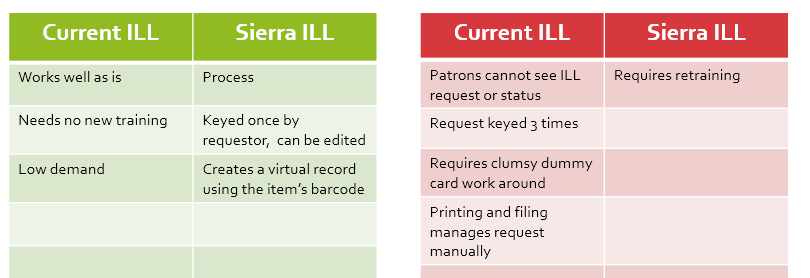 Current ILL
Sierra ILL
Works well as is
Process
Needs no new training
Keyed once by
requestor, can be edited
Low demand
Creates a virtual record
using the item's barcode
Current ILL
Sierra ILL
Patrons cannot see ILL
request or status
Requires retraining
Request keyed 3 times
Requires clumsy dummy
card work around
Printing and filing
manages request
manually